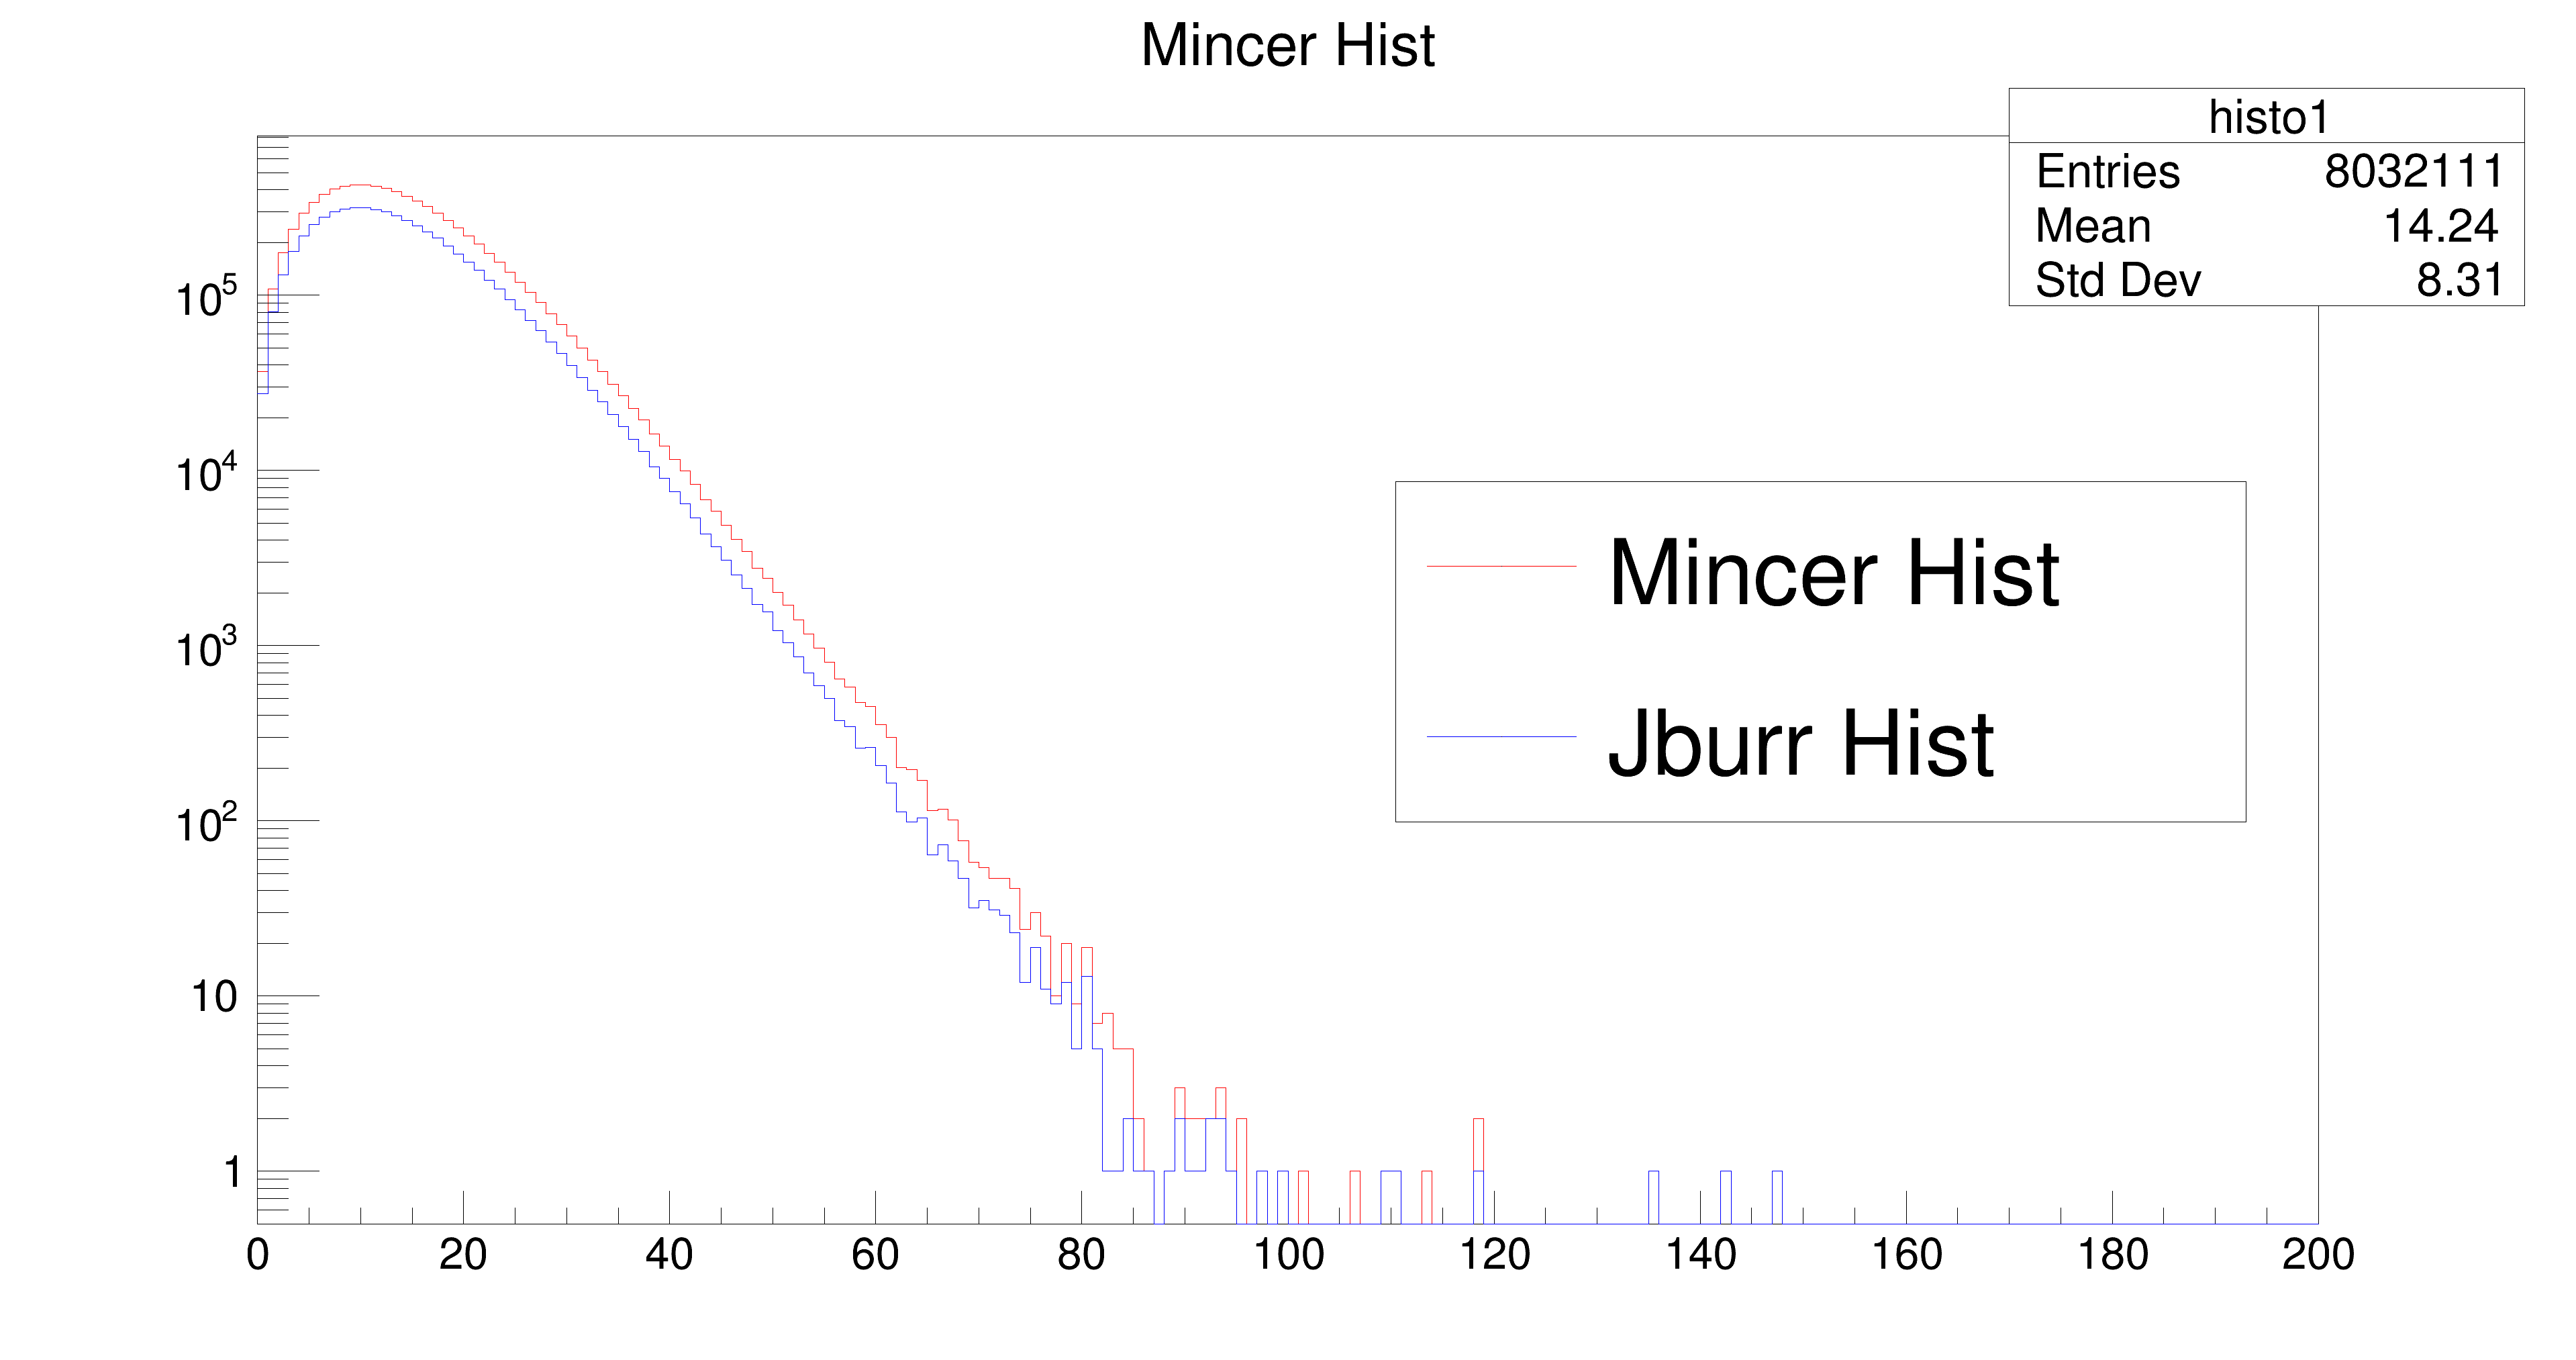 Mincer Hist
histo1
Entries 8032111
Mean 14.24
Std Dev 8.31
10^5
10^4
10^3
10^2
10
1
Mincer Hist
Jburr Hist
0 20 40 60 80 100 120 140 160 180 200